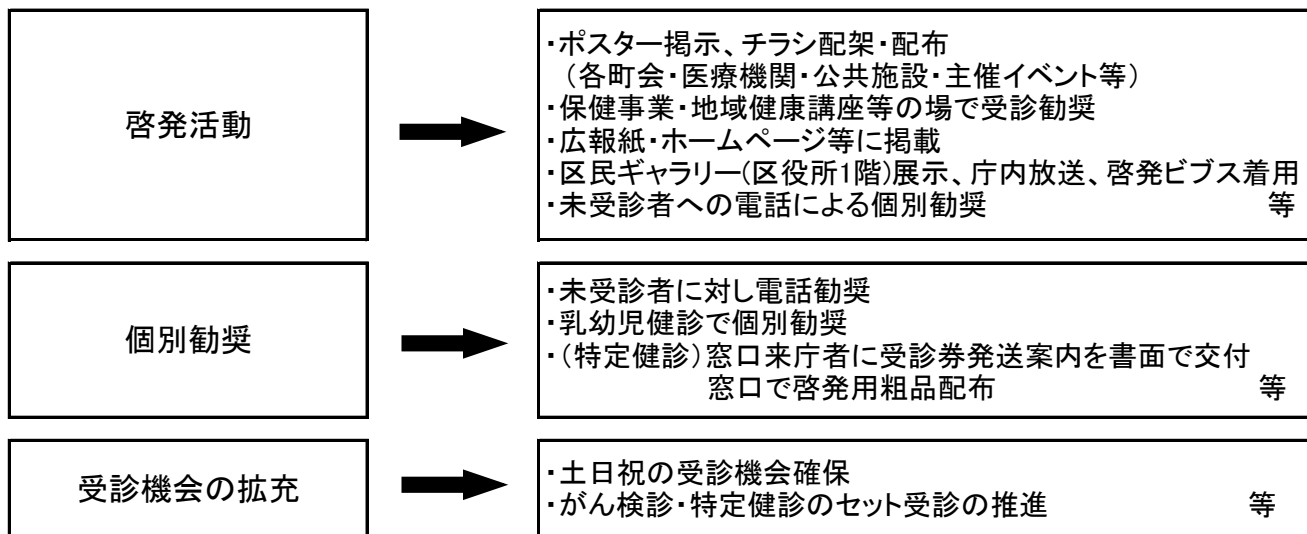 啓発活動
・ポスター掲示、チラシ配架・配布
（各町会・医療機関・公共施設・主催イベント等）
・保健事業・地域健康講座等の場で受診勧奨
・広報紙・ホームページ等に掲載
・区民ギャラリー(区役所1階)展示、庁内放送、啓発ビブス着用
・未受診者への電話による個別勧奨 等
個別勧奨
・未受診者に対し電話勧奨
・乳幼児健診で個別勧奨
・（特定健診）窓口来庁者に受診券発送案内を書面で交付
窓口で啓発用粗品配布 等
受診機会の拡充
・土日祝の受診機会確保
・がん検診・特定健診のセット受診の推進 等